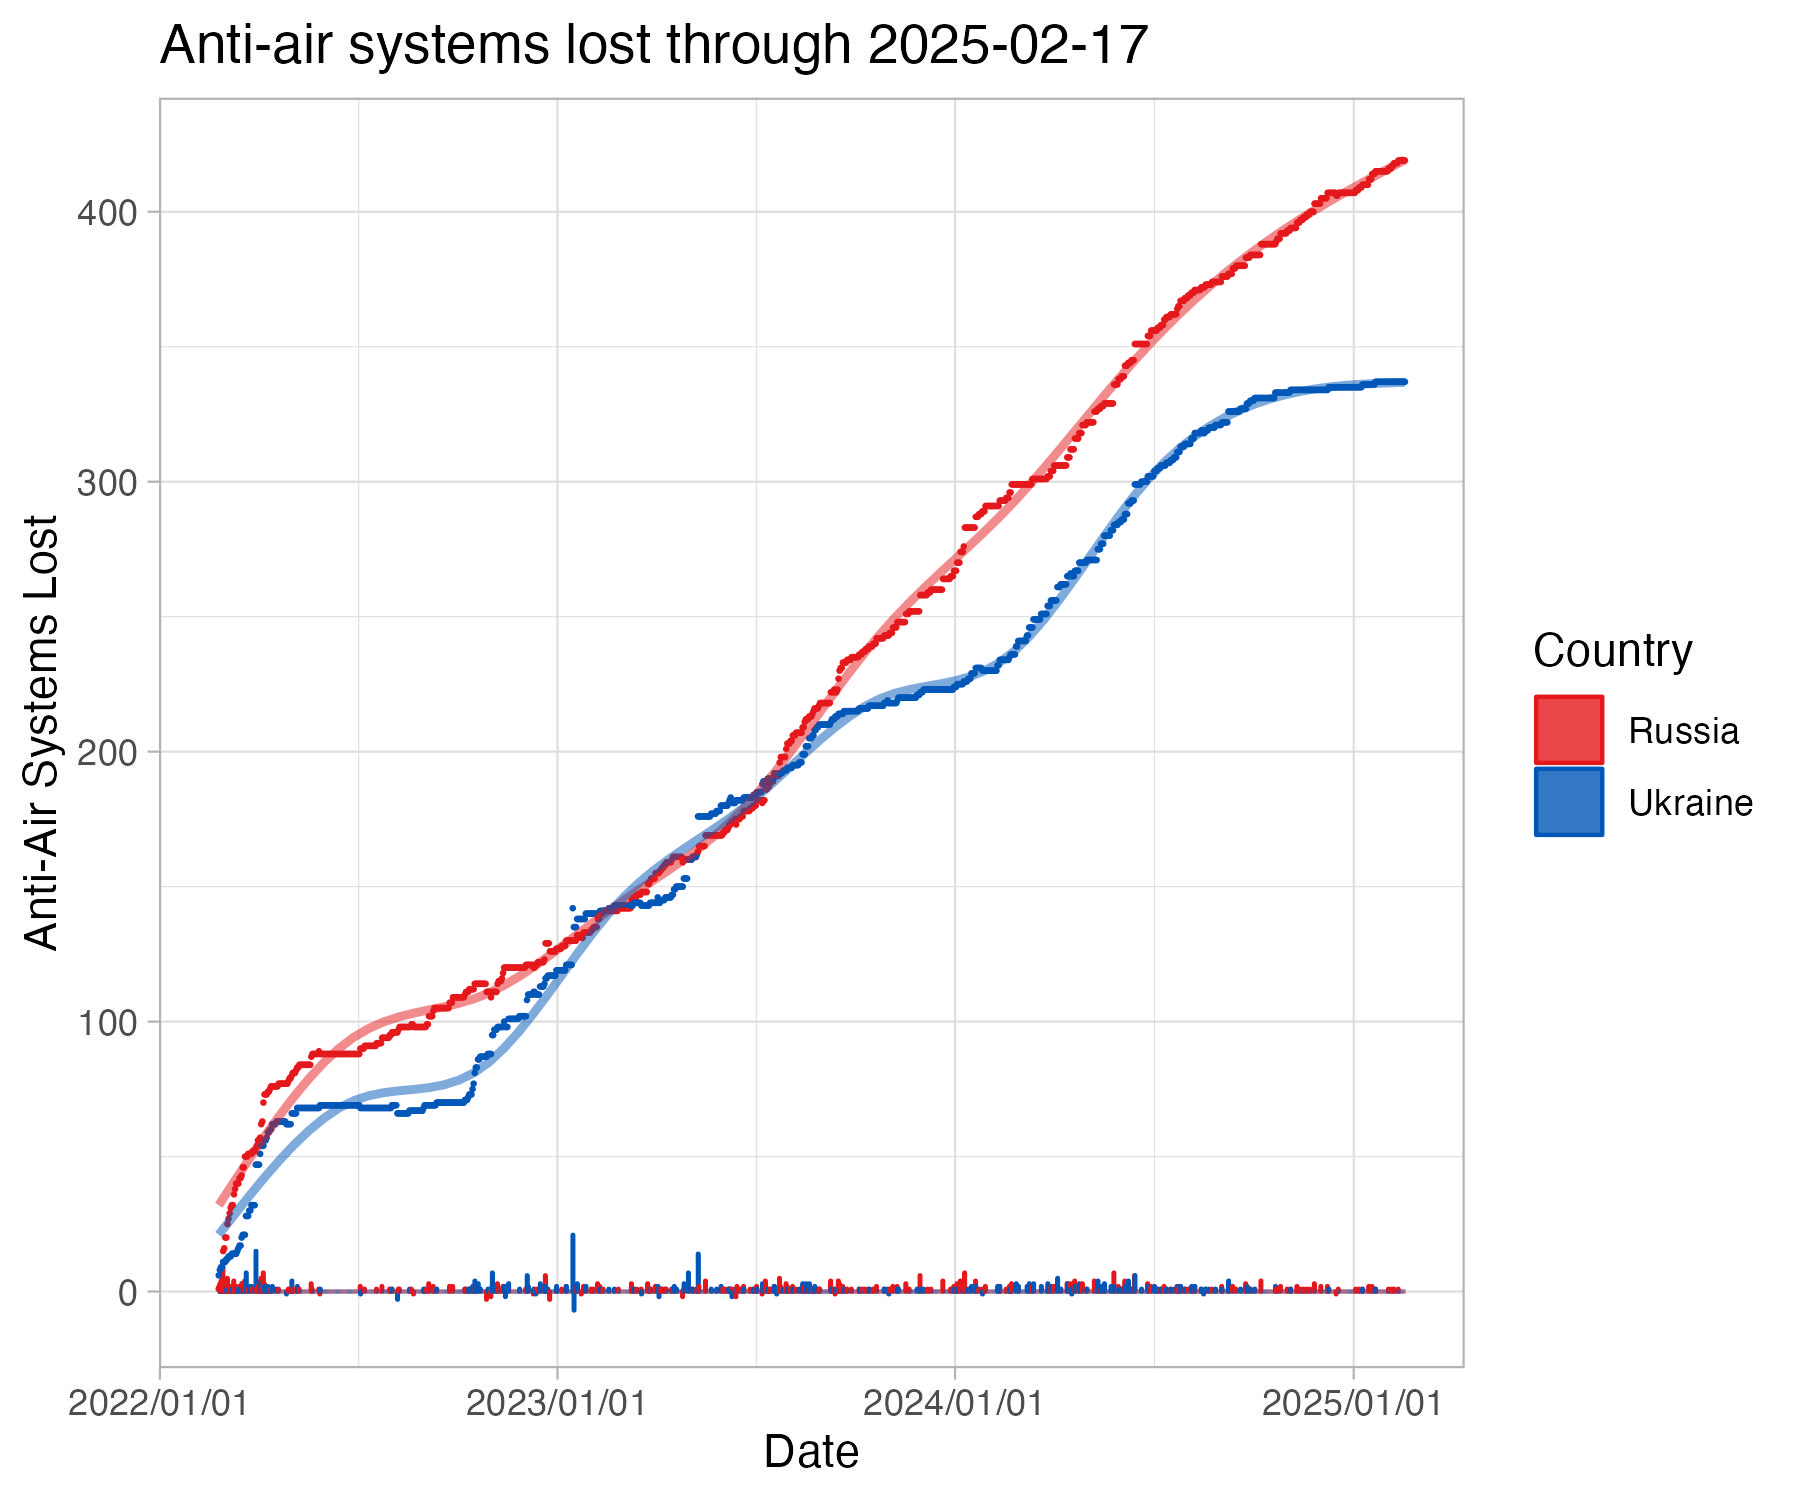 Anti-air systems lost through 2025-02-17
Anti-Air Systems Lost
400
300
200
100
0
2022/01/01
2023/01/01
2024/01/01
2025/01/01
Date
Country
Russia
Ukraine